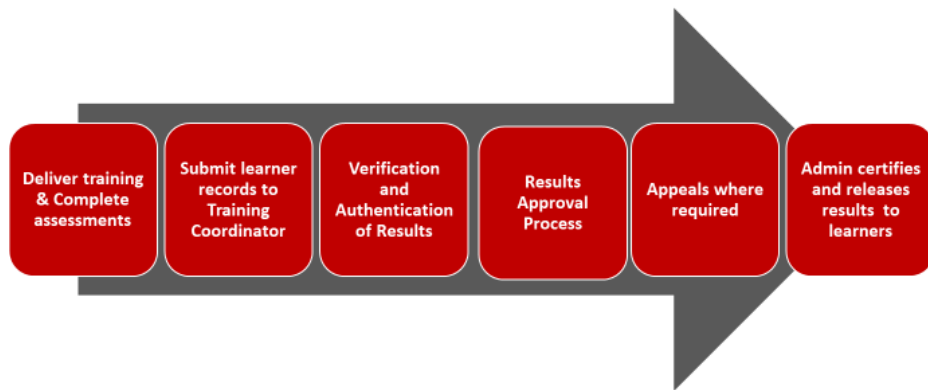 Deliver training
& Complete
assessments
Submit learner
records to
Training
Coordinator
Verification
and
Authentication
of Results
Results
Approval
Process
Appeals where
required
Admin certifies
and releases
results to
learners